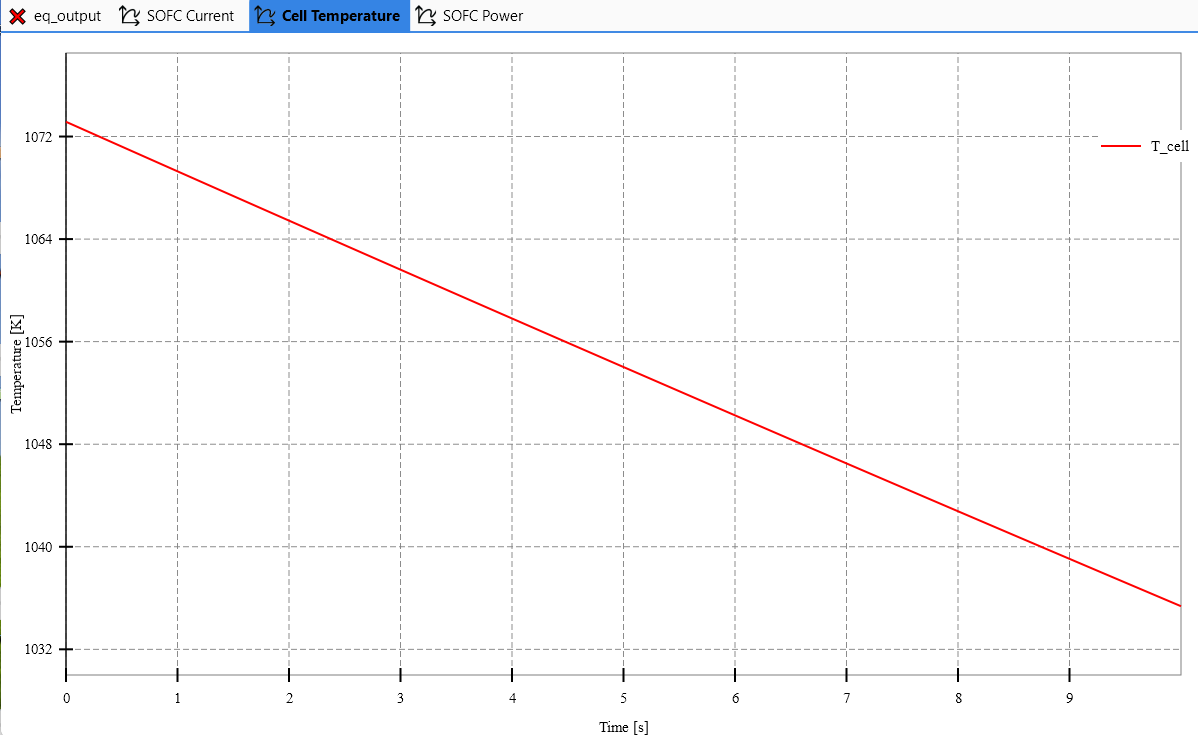 eq_output SOFC Current Cell Temperature SOFC Power
1072
T_cell
1064
1056
Temperature [K]
1048
1040
1032
0 1 2 3 4 5 6 7 8 9
Time [s]